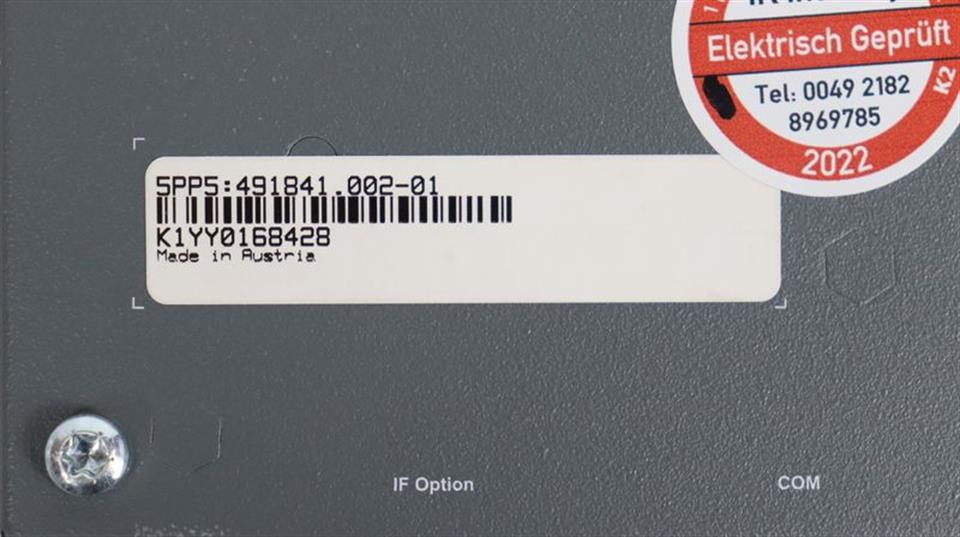 Elektrisch Geprüft
Tel: 0049 2182
8969785
K2
2022
5PP5:491841.002-01
K1YY0168428
Made in Austria
IF Option
COM